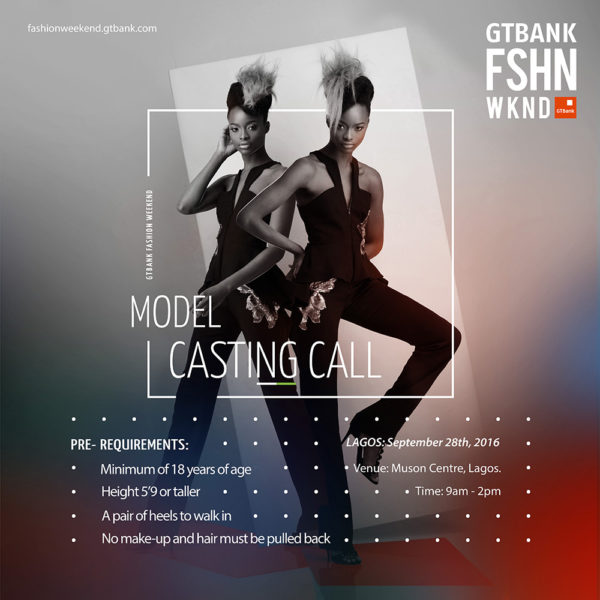 fashionweekend.gtbank.com
GTBANK
FSHN
WKND
GTBank
GTBANK FASHION WEEKEND
MODEL
CASTING CALL
PRE- REQUIREMENTS:
Minimum of 18 years of age
Height 5'9 or taller
A pair of heels to walk in
No make-up and hair must be pulled back
LAGOS: September 28th, 2016
Venue: Muson Centre, Lagos.
Time: 9am - 2pm